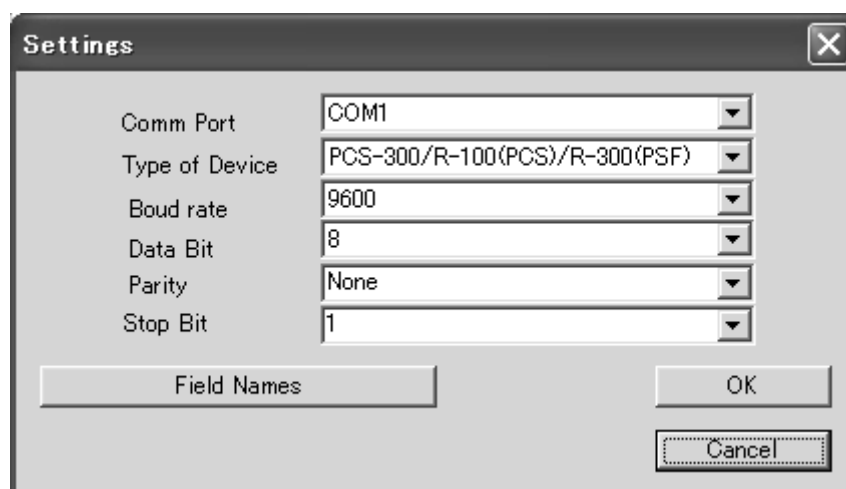 Settings
Comm Port COM1
Type of Device PCS-300/R-100(PCS)/R-300(PSF)
Boud rate 9600
Data Bit 8
Parity None
Stop Bit 1
Field Names OK
Cancel